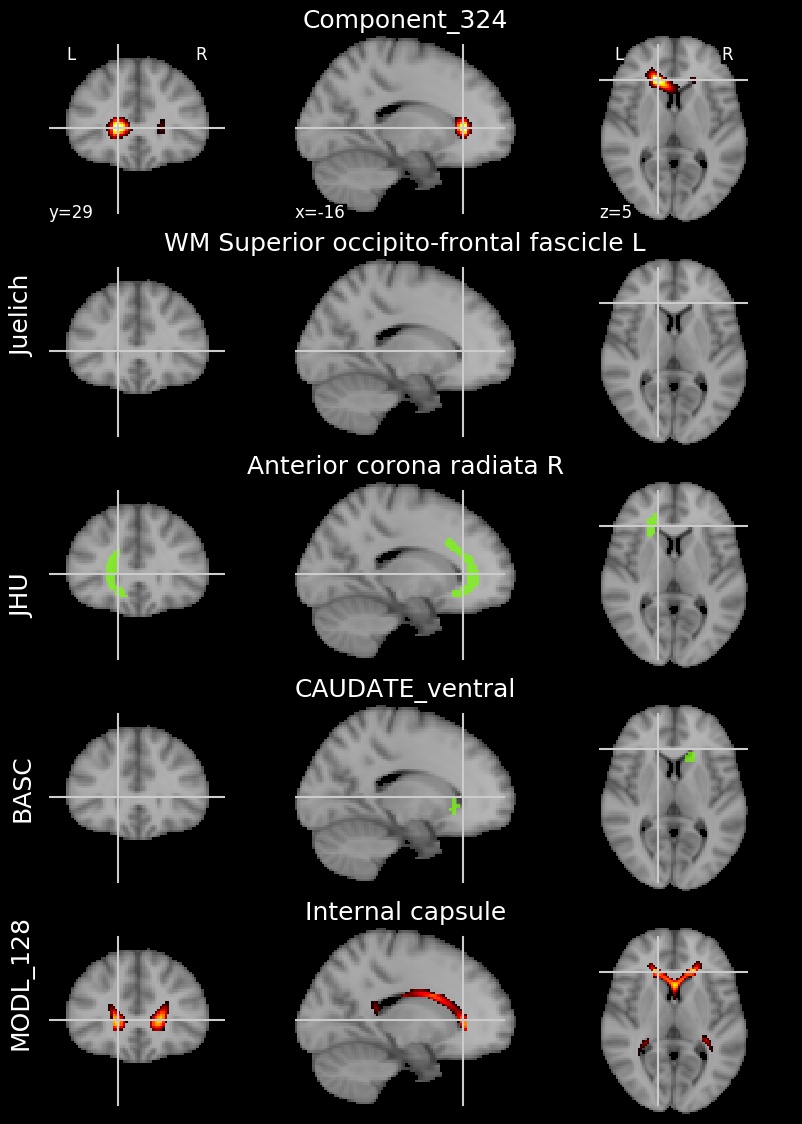 Component_324
L R L R
y=29 x=-16 z=5
WM Superior occipito-frontal fascicle L
Juelich
Anterior corona radiata R
JHU
CAUDATE_ventral
BASC
Internal capsule
MODL_128